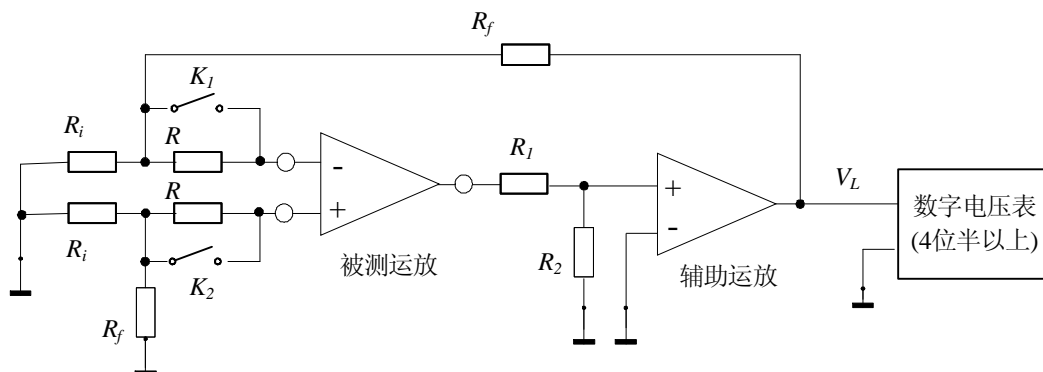 R_f
K_1
R_i
R
R_1
-
+
+
-
V_L
数字电压表
(4位半以上)
R
-
+
R_i
K_2
R_2
被测运放
辅助运放
R_f